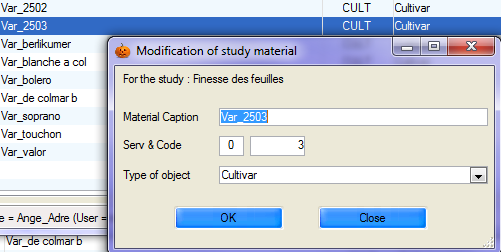 Var_2502 CULT Cultivar
Var_2503 CULT Cultivar
Var_berlikumer CULT Cultivar
Var_blanche a col
Var_bolero
Var_de colmar b
Var_soprano
Var_touchon
Var_valor
Modification of study material
For the study : Finesse des feuilles
Material Caption Var_2503
Serv & Code 0 3
Type of object Cultivar
OK Close
e = Ange_Adre (User =
Var_de colmar b